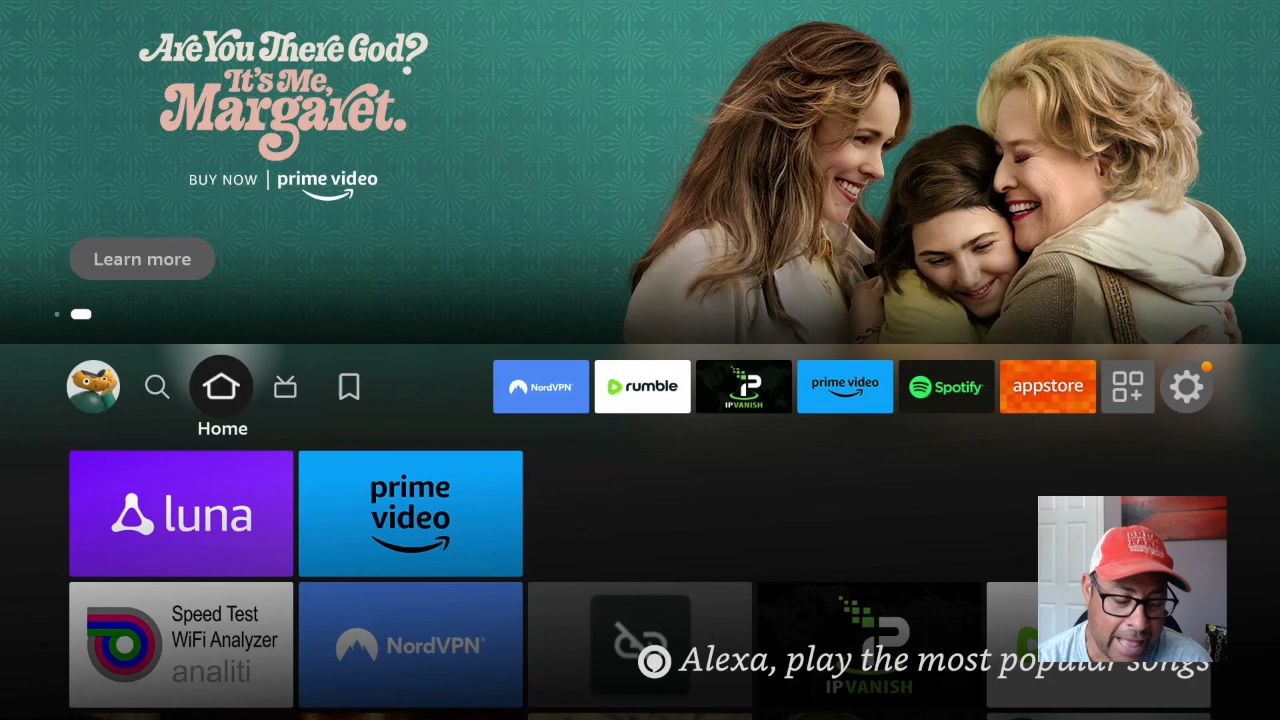 Are You There God?
It's Me,
Margaret.
BUY NOW | prime video
Learn more
NordVPN
rumble
IPVANISH
prime video
Spotify
appstore
Home
luna
prime
video
Speed Test
WiFi Analyzer
analiti
NordVPN
IPVANISH
Alexa, play the most popular songs